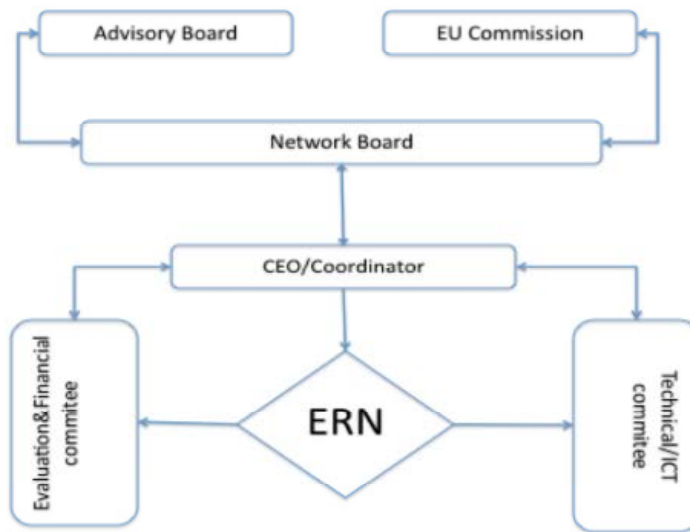 Advisory Board
EU Commission
Network Board
CEO/Coordinator
Evaluation&Financial
commitee
ERN
Technical/ICT
commitee